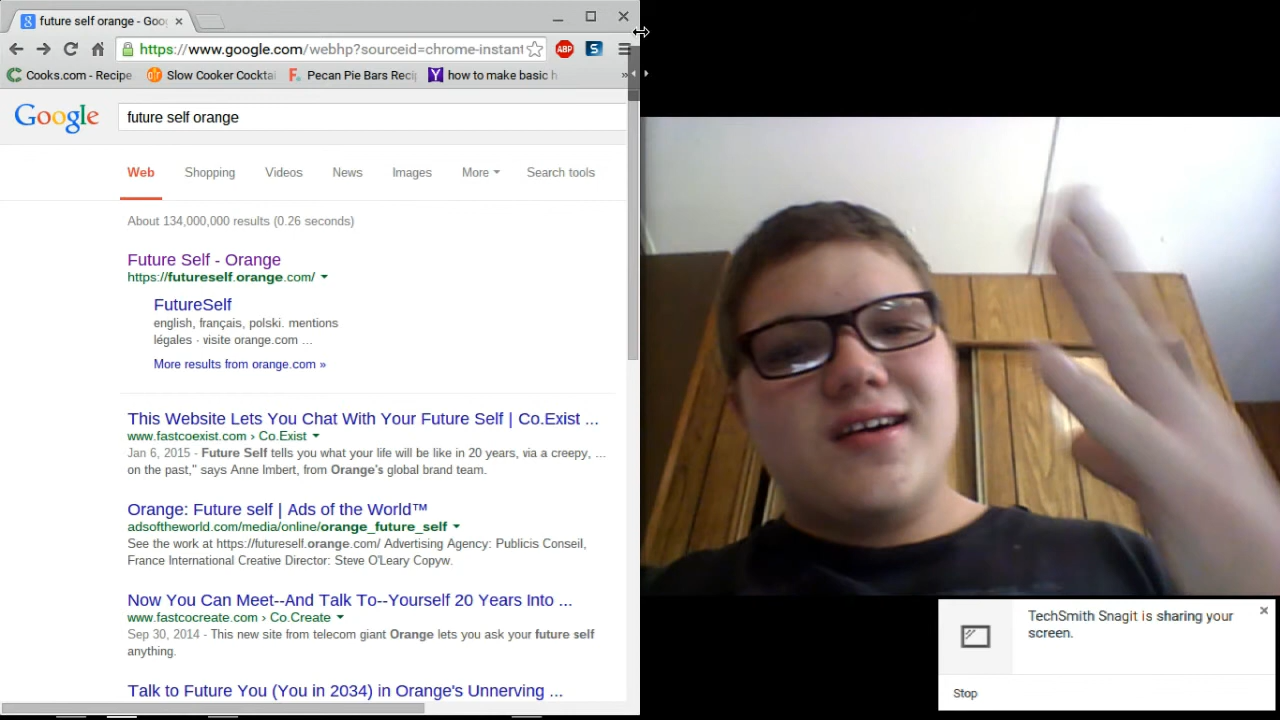 future self orange - Goo
https://www.google.com/webhp?sourceid=chrome-instant
ABP
S
Cooks.com - Recipe
Slow Cooker Cockta
Pecan Pie Bars Reci
how to make basic h
»
Google
future self orange
Web
Shopping
Videos
News
Images
More
Search tools
About 134,000,000 results (0.26 seconds)
Future Self - Orange
https://futureself.orange.com/
FutureSelf
english, français, polski. mentions
légales · visite orange.com ...
More results from orange.com »
This Website Lets You Chat With Your Future Self | Co.Exist ...
www.fastcoexist.com › Co.Exist
Jan 6, 2015 - Future Self tells you what your life will be like in 20 years, via a creepy, ...
on the past," says Anne Imbert, from Orange's global brand team.
Orange: Future self | Ads of the World™
adsoftheworld.com/media/online/orange_future_self
See the work at https://futureself.orange.com/ Advertising Agency: Publicis Conseil,
France International Creative Director: Steve O'Leary Copyw.
Now You Can Meet--And Talk To--Yourself 20 Years Into ...
www.fastcocreate.com › Co.Create
Sep 30, 2014 - This new site from telecom giant Orange lets you ask your future self
anything.
Talk to Future You (You in 2034) in Orange's Unnerving ...
TechSmith Snagit is sharing your
screen.
Stop